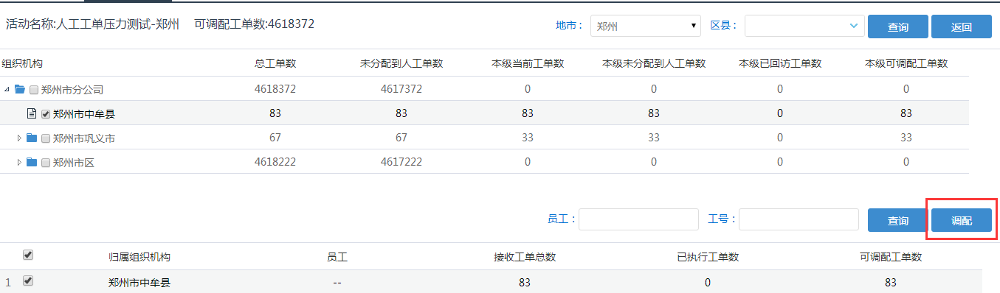 活动名称:人工工单压力测试-郑州 可调配工单数:4618372 地市： 郑州 区县： 查询 返回
组织机构 总工单数 未分配到人工单数 本级当前工单数 本级未分配到人工单数 本级已回访工单数 本级可调配工单数
郑州市分公司 4618372 4617372 0 0 0 0
郑州市中牟县 83 83 83 83 0 83
郑州市巩义市 67 67 33 33 0 33
郑州市区 4618222 4617222 0 0 0 0
员工： 工号： 查询 调配
归属组织机构 员工 接收工单总数 已执行工单数 可调配工单数
1 郑州市中牟县 -- 83 0 83